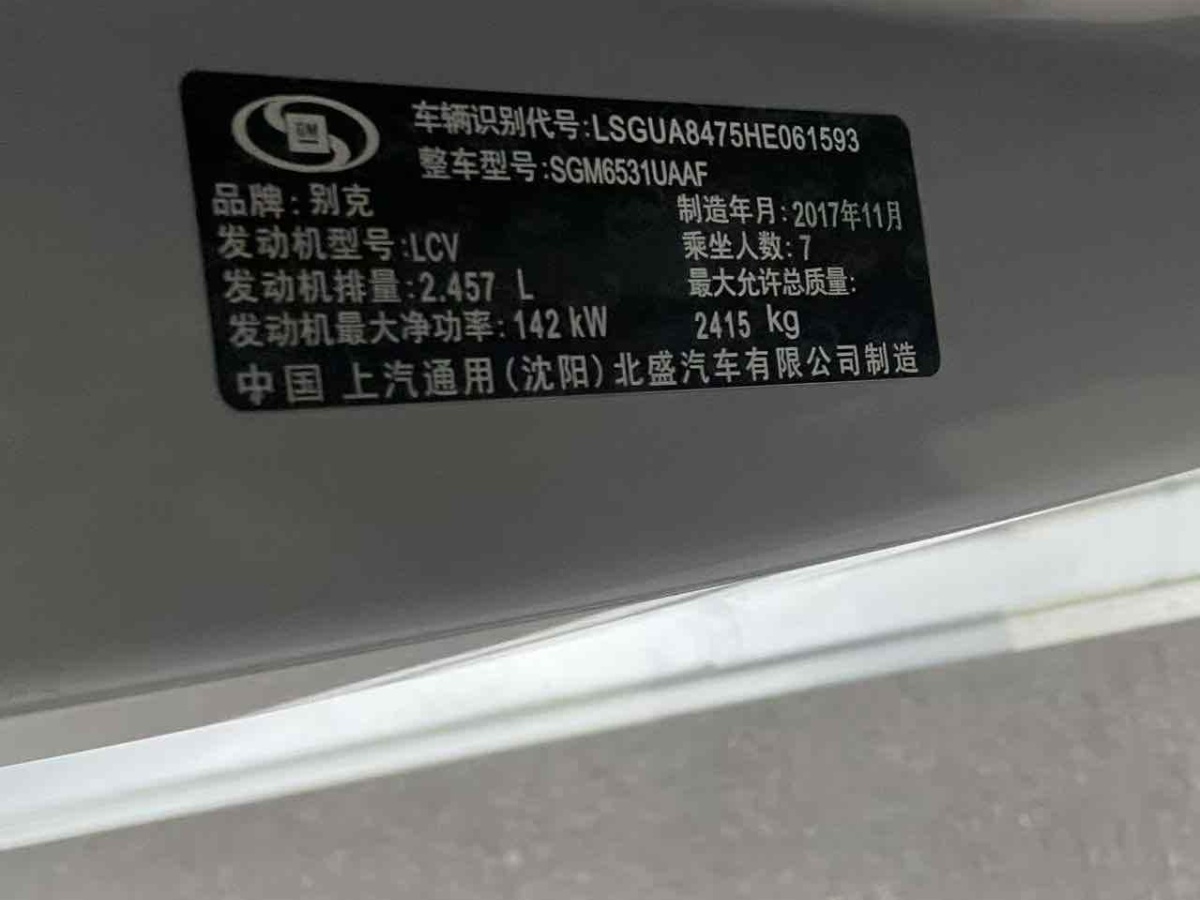 GM
车辆识别代号:LSGUA8475HE061593
整车型号:SGM6531UAAF
品牌:别克
制造年月:2017年11月
发动机型号:LCV
乘坐人数:7
发动机排量:2.457 L
最大允许总质量:
发动机最大净功率:142 kW
2415 kg
中国 上汽通用(沈阳)北盛汽车有限公司制造